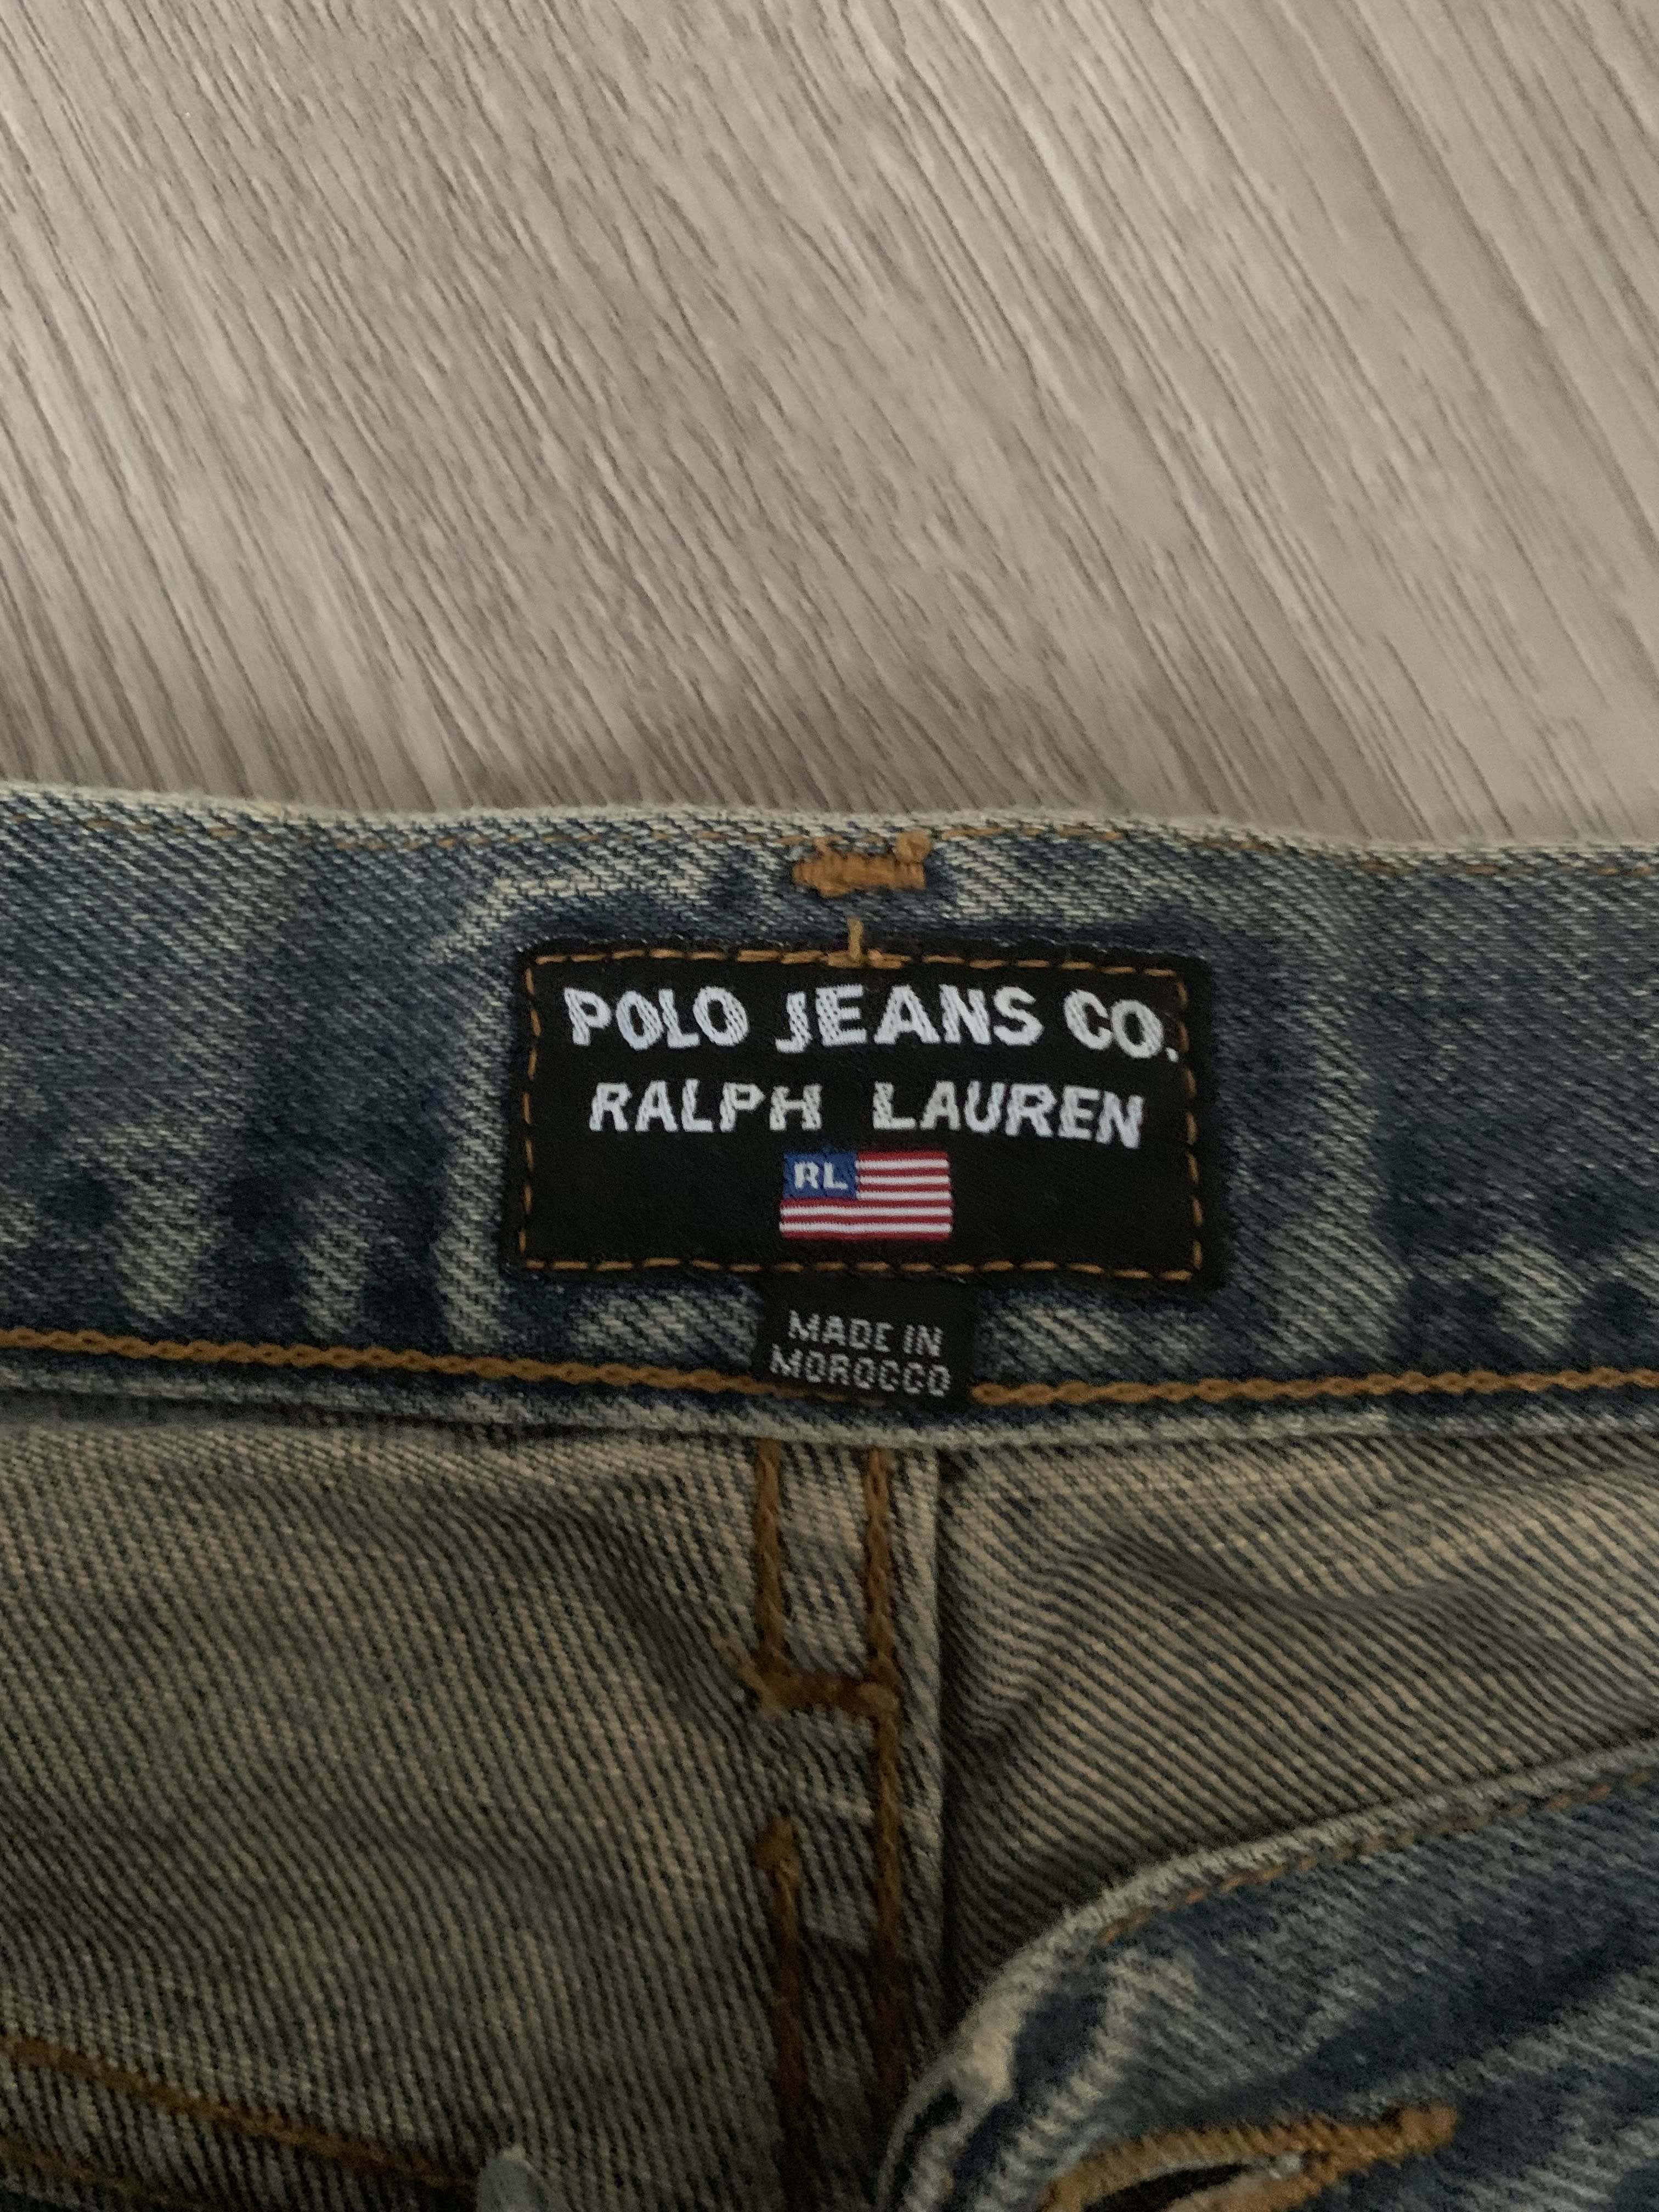 POLO JEANS CO.
RALPH LAUREN
RL
MADE IN
MOROCCO